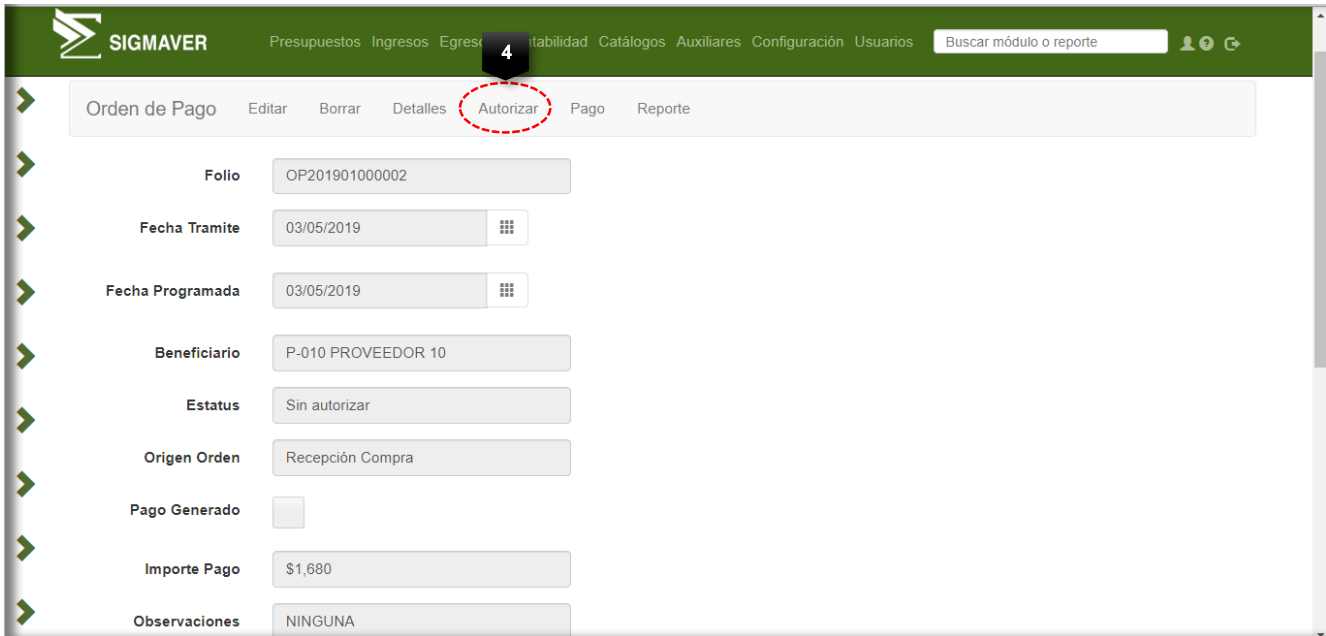 SIGMAVER
Presupuestos Ingresos Egreso tabilidad Catálogos Auxiliares Configuración Usuarios Buscar módulo o reporte
4
Orden de Pago Editar Borrar Detalles Autorizar Pago Reporte
Folio OP201901000002
Fecha Tramite 03/05/2019
Fecha Programada 03/05/2019
Beneficiario P-010 PROVEEDOR 10
Estatus Sin autorizar
Origen Orden Recepción Compra
Pago Generado
Importe Pago $1,680
Observaciones NINGUNA